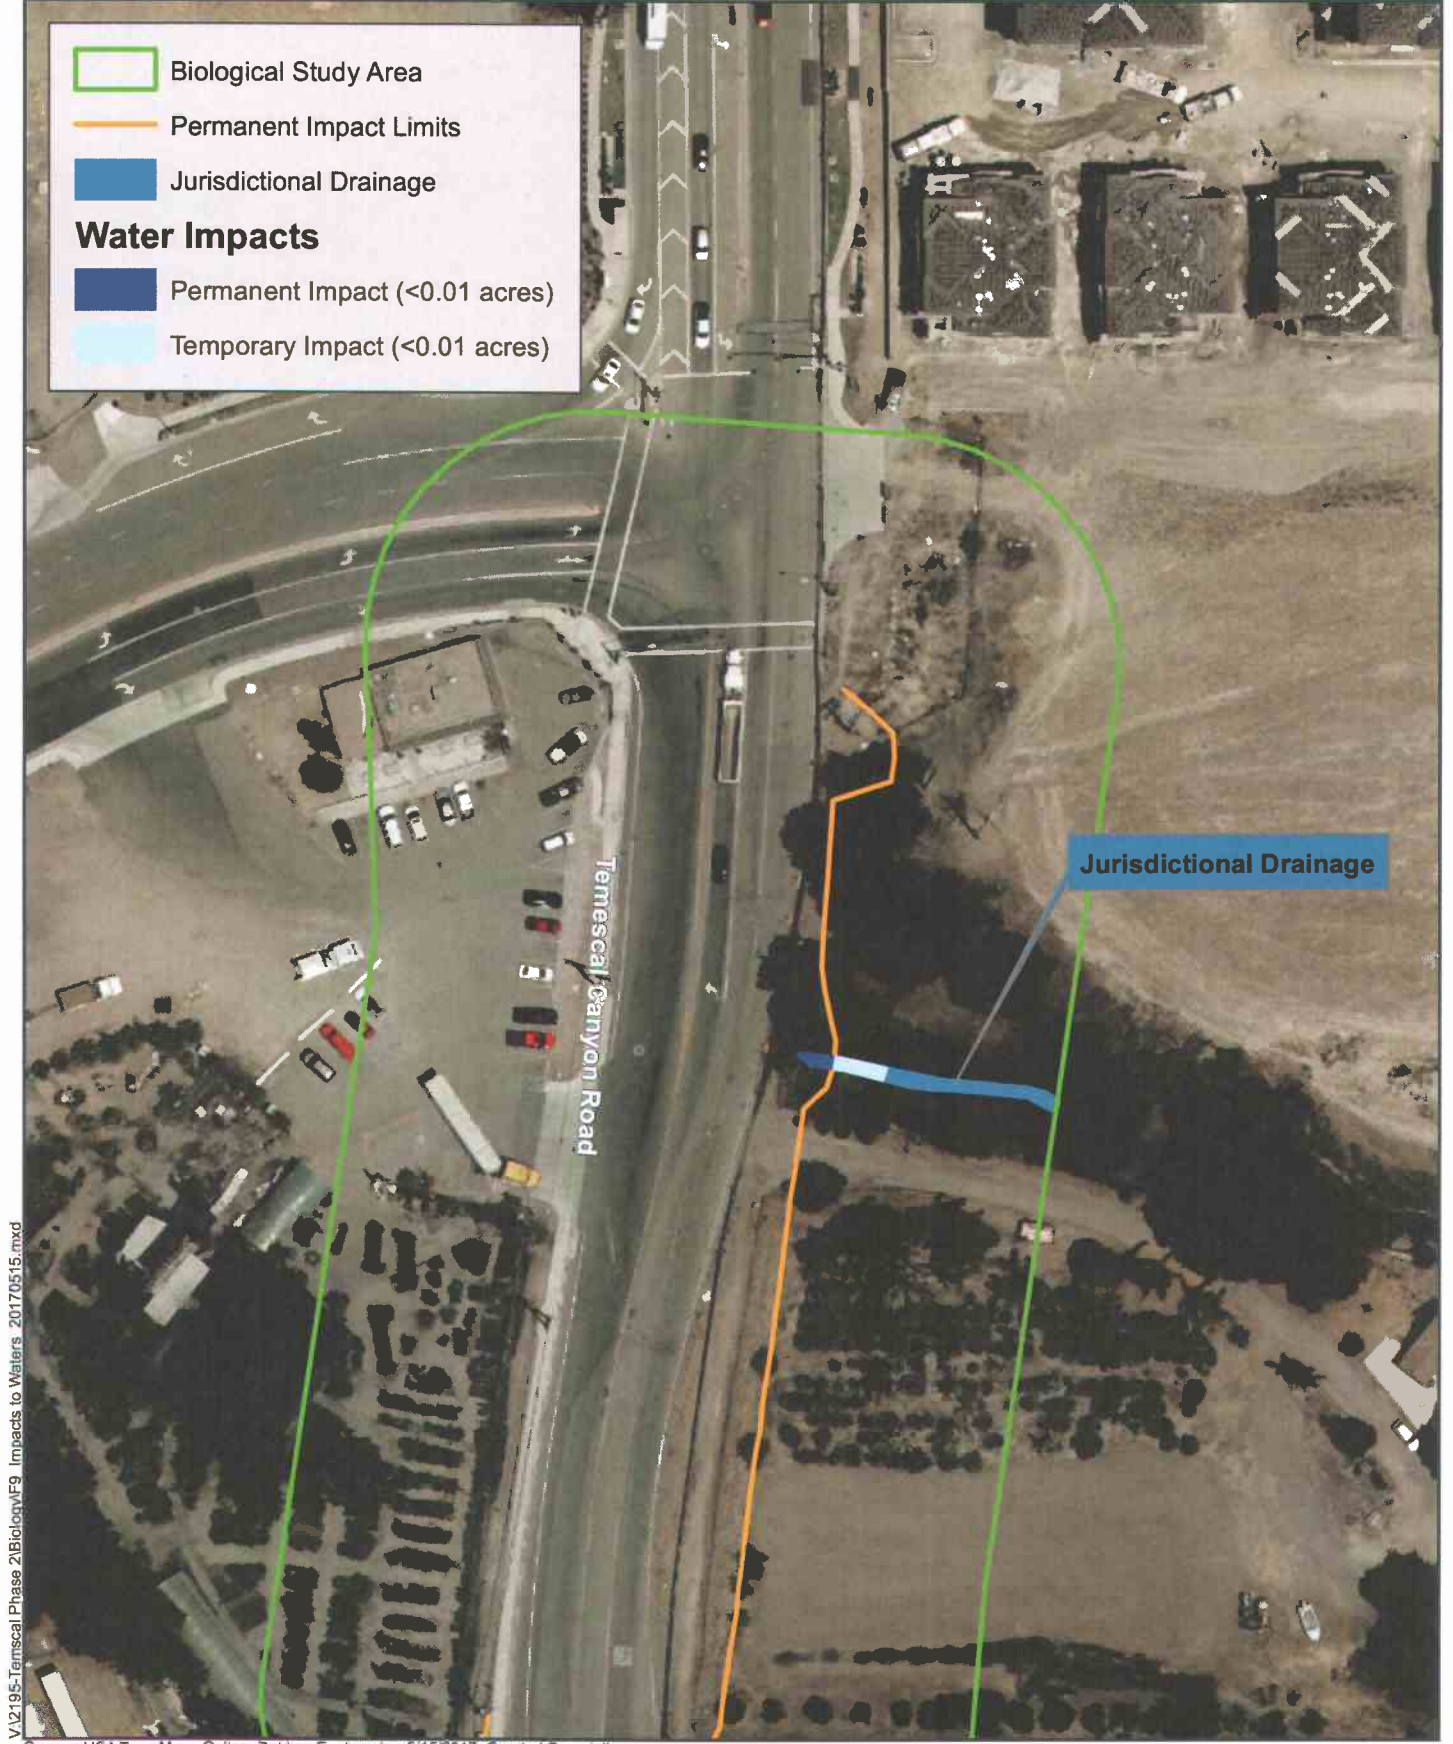 Biological Study Area
Permanent Impact Limits
Jurisdictional Drainage
Water Impacts
Permanent Impact (<0.01 acres)
Temporary Impact (<0.01 acres)
Jurisdictional Drainage
Temescal Canyon Road
V:\2195-Temscal Phase 2\Biology\F9_Impacts to Waters_20170515.mxd